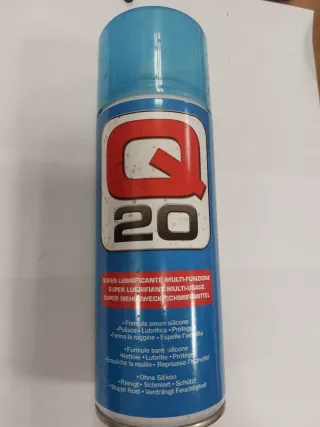 Q
20
SUPER LUBRIFICANTE MULTI-FUNZIONE
SUPER LUBRIFIANT MULTI-USAGE
SUPER MEHRZWECK-SCHMIERMITTEL
•Formula senza silicone
•Pulisce •Lubrifica •Protegge
•Ferma la ruggine •Espelle l'umidità
•Formule sans silicone
•Nettoie •Lubrifie •Protège
•Empêche la rouille •Repousse l'humidité
•Ohne Silikon
•Reinigt •Schmiert •Schützt
•Stoppt Rost •Verdrängt Feuchtigkeit